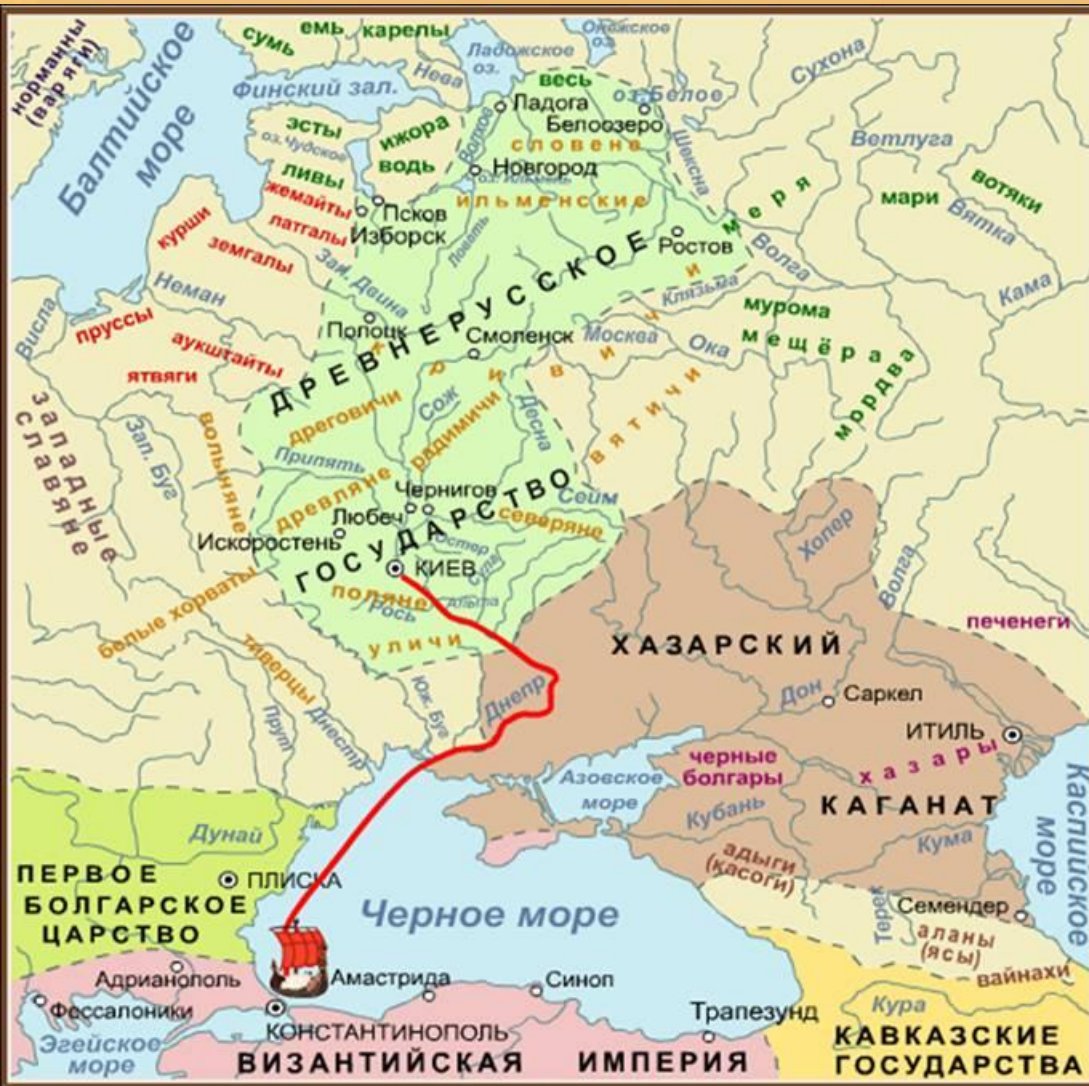 норманны
(варяги)
Балтийское
море
сумь
емь карелы
Финский зал.
Нева
Ладожское
оз.
Онежское
оз.
Сухона
весь
Ладога
оз. Белое
Белоозеро
словене
Волхов
Новгород
оз. Ильмень
ильменские
Шексна
Ветлуга
эсты
оз. Чудское
ижора
водь
ливы
жемайты
латгалы
Псков
Изборск
курши
земгалы
Ловать
меря
мари
вотяки
Вятка
Ростов
Волга
Клязьма
Кама
Неман
Зап. Двина
Висла
пруссы
аукштайты
ятвяги
Полоцк
Смоленск
Москва
Ока
мурома
мещёра
мордва
ДРЕВНЕРУССКОЕ
ГОСУДАРСТВО
кривичи
западные
славяне
Зап. Буг
волыняне
дреговичи
Сож
радимичи
Десна
вятичи
Припять
древляне
Чернигов
Любеч
Сейм
северяне
Искоростень
Остер
Сула
КИЕВ
поляне
Альта
Рось
уличи
белые хорваты
тиверцы
Прут
Днестр
Юж. Буг
Днепр
Хопер
Волга
печенеги
ХАЗАРСКИЙ
Дон
Саркел
ИТИЛЬ
хазары
черные
болгары
Азовское
море
КАГАНАТ
Кубань
Кума
Каспийское
море
адыги
(касоги)
Терек
Семендер
аланы
(ясы)
вайнахи
Дунай
ПЕРВОЕ
ПЛИСКА
БОЛГАРСКОЕ
ЦАРСТВО
Черное море
Адрианополь
Амастрида
Синоп
Фессалоники
КОНСТАНТИНОПОЛЬ
Трапезунд
Кура
Эгейское
море
ВИЗАНТИЙСКАЯ ИМПЕРИЯ
КАВКАЗСКИЕ
ГОСУДАРСТВА